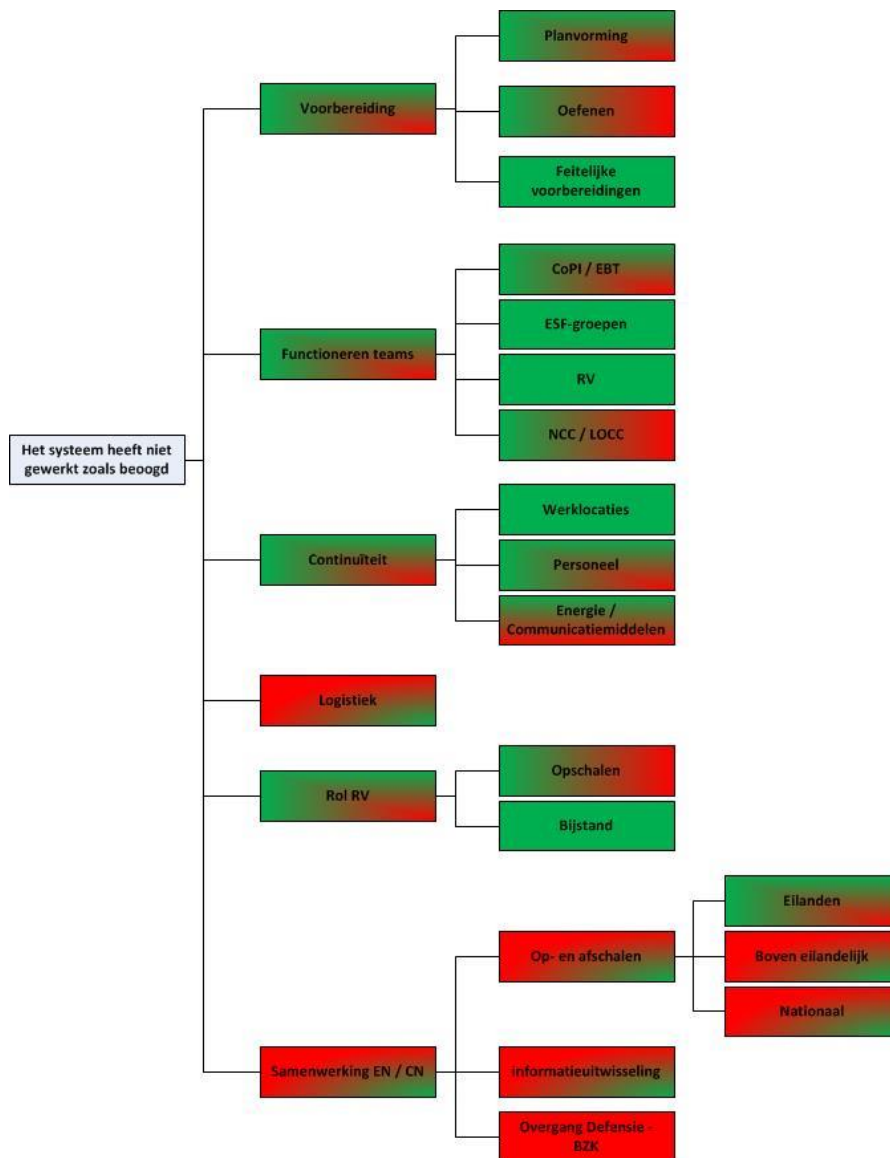 Het systeem heeft niet
gewerkt zoals beoogd
Voorbereiding
Planvorming
Oefenen
Feitelijke
voorbereidingen
Functioneren teams
CoPI / EBT
ESF-groepen
RV
NCC / LOCC
Continuïteit
Werklocaties
Personeel
Energie /
Communicatiemiddelen
Logistiek
Rol RV
Opschalen
Bijstand
Samenwerking EN / CN
Op- en afschalen
Eilanden
Boven eilandelijk
Nationaal
informatieuitwisseling
Overgang Defensie -
BZK